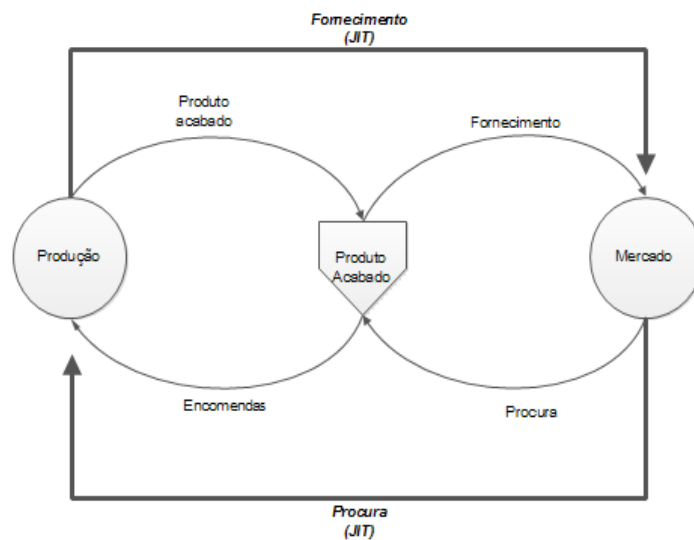 Fornecimento
(JIT)
Produto
acabado
Fornecimento
Produção
Produto
Acabado
Mercado
Encomendas
Procura
Procura
(JIT)